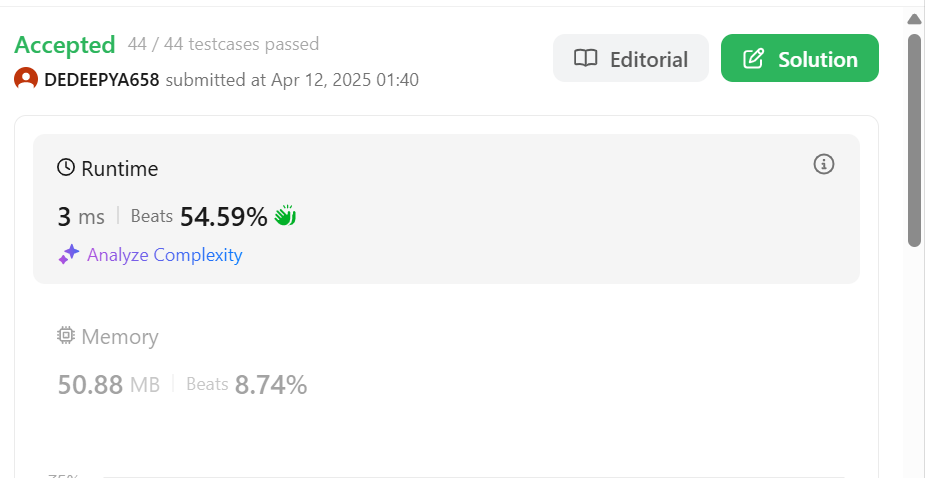 Accepted 44 / 44 testcases passed
DEDEEPYA658 submitted at Apr 12, 2025 01:40
Editorial
Solution
Runtime
3 ms Beats 54.59%
Analyze Complexity
Memory
50.88 MB Beats 8.74%
75%